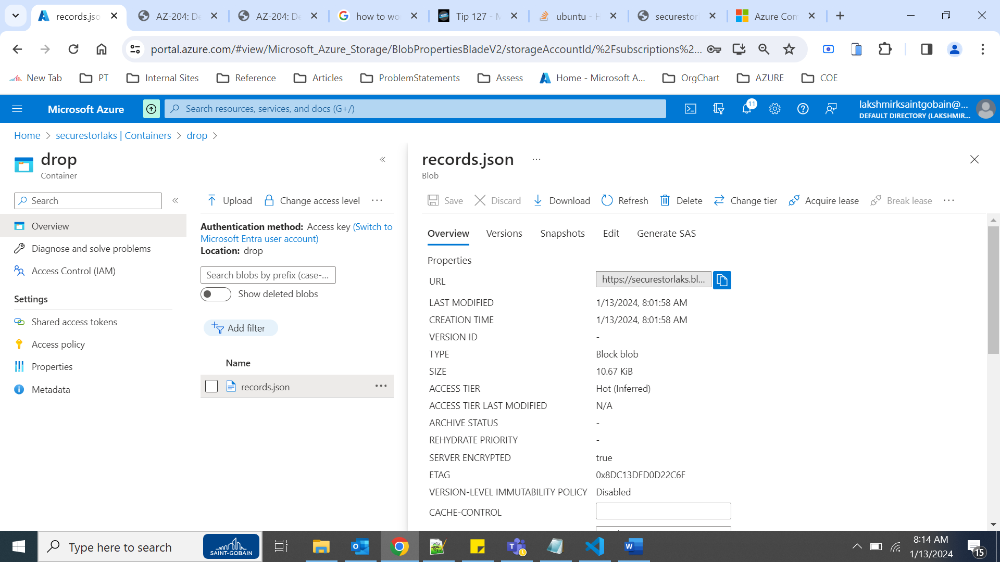 records.jso
AZ-204: De
AZ-204: De
how to wo
Tip 127 - M
ubuntu - H
securestorl
Azure Com
portal.azure.com/#view/Microsoft_Azure_Storage/BlobPropertiesBladeV2/storageAccountId/%2Fsubscriptions%2...
New Tab
PT
Internal Sites
Reference
Articles
ProblemStatements
Assess
Home - Microsoft A...
OrgChart
AZURE
COE
Microsoft Azure
Search resources, services, and docs (G+/)
11
lakshmirksaintgobain@...
DEFAULT DIRECTORY (LAKSHMIR...
Home > securestorlaks | Containers > drop >
drop
Container
Search
Overview
Diagnose and solve problems
Access Control (IAM)
Settings
Shared access tokens
Access policy
Properties
Metadata
Upload
Change access level
Authentication method: Access key (Switch to
Microsoft Entra user account)
Location: drop
Search blobs by prefix (case-...
Show deleted blobs
Add filter
Name
records.json
records.json
Blob
Save
Discard
Download
Refresh
Delete
Change tier
Acquire lease
Break lease
Overview
Versions
Snapshots
Edit
Generate SAS
Properties
URL https://securestorlaks.bl...
LAST MODIFIED 1/13/2024, 8:01:58 AM
CREATION TIME 1/13/2024, 8:01:58 AM
VERSION ID -
TYPE Block blob
SIZE 10.67 KiB
ACCESS TIER Hot (Inferred)
ACCESS TIER LAST MODIFIED N/A
ARCHIVE STATUS -
REHYDRATE PRIORITY -
SERVER ENCRYPTED true
ETAG 0x8DC13DFD0D22C6F
VERSION-LEVEL IMMUTABILITY POLICY Disabled
CACHE-CONTROL
Type here to search
SAINT-GOBAIN
8:14 AM
1/13/2024
15